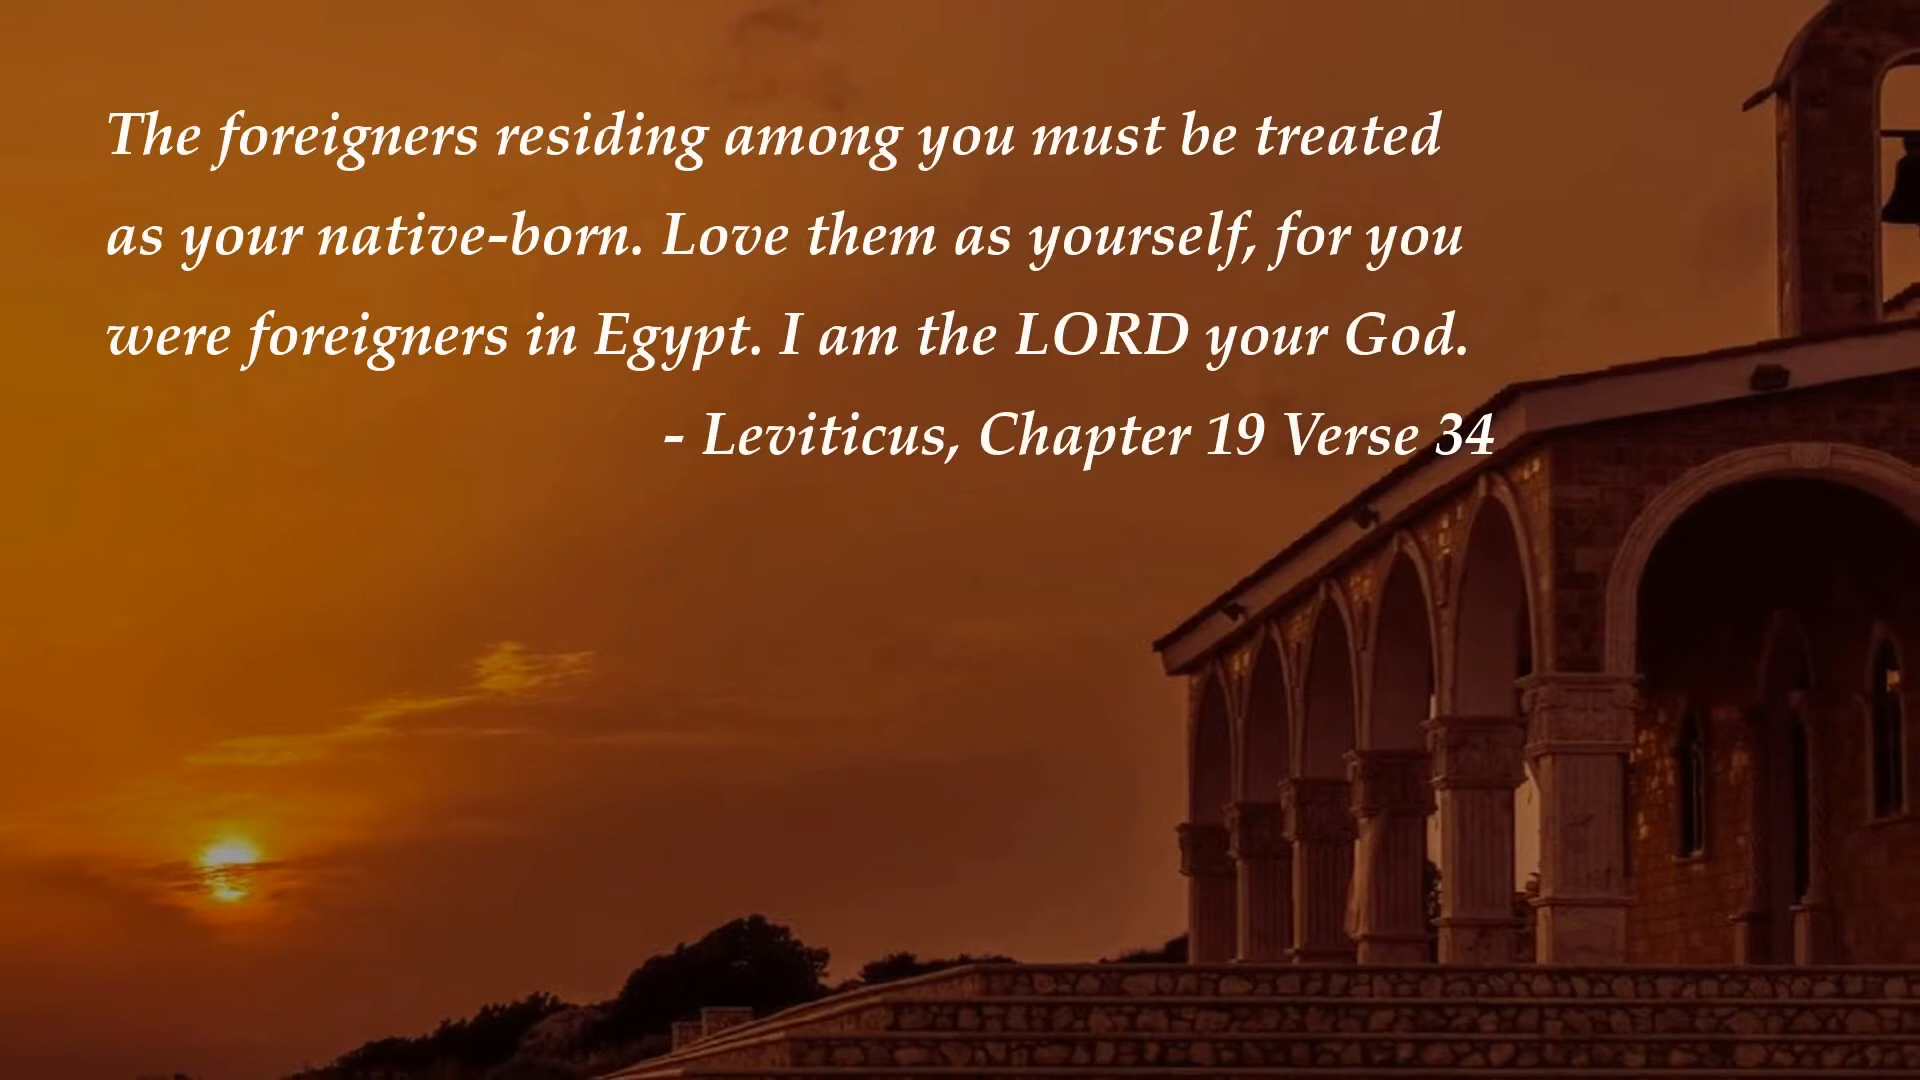 The foreigners residing among you must be treated
as your native-born. Love them as yourself, for you
were foreigners in Egypt. I am the LORD your God.
- Leviticus, Chapter 19 Verse 34